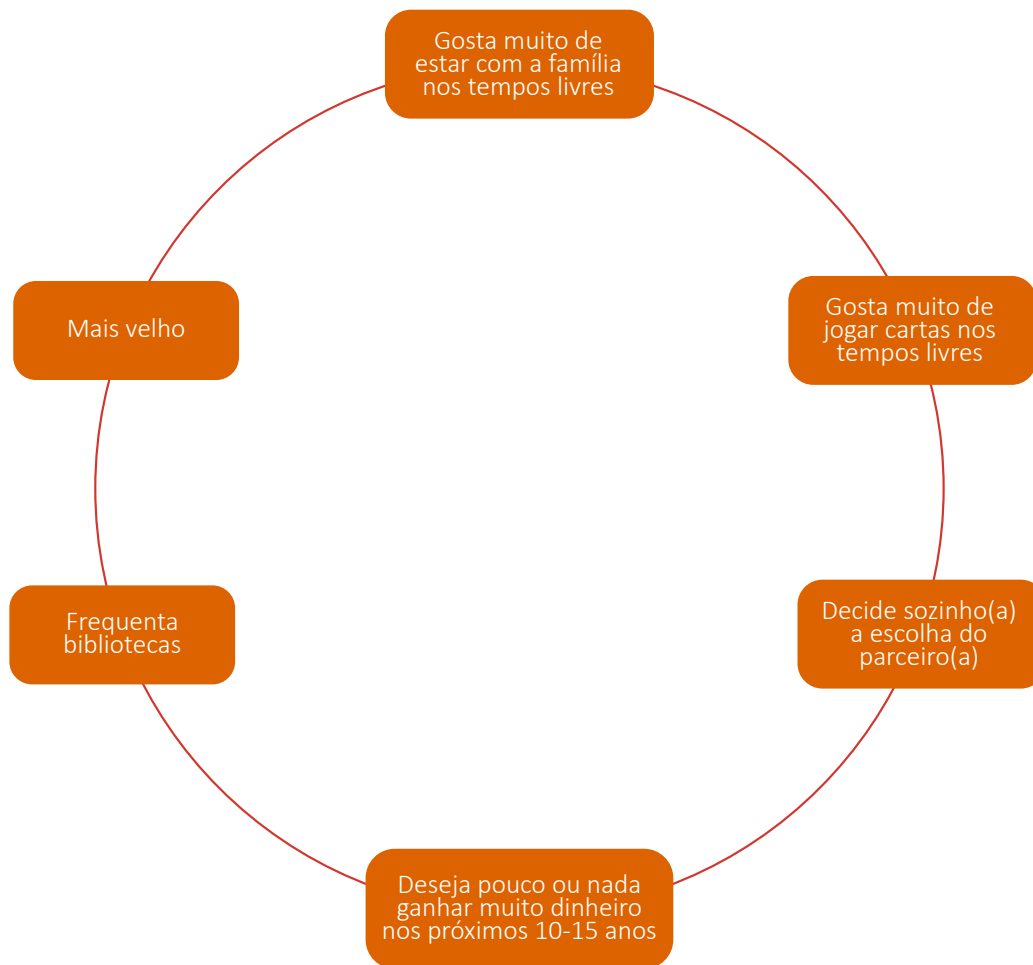 Gosta muito de
estar com a família
nos tempos livres
Gosta muito de
jogar cartas nos
tempos livres
Decide sozinho(a)
a escolha do
parceiro(a)
Deseja pouco ou nada
ganhar muito dinheiro
nos próximos 10-15 anos
Frequenta
bibliotecas
Mais velho